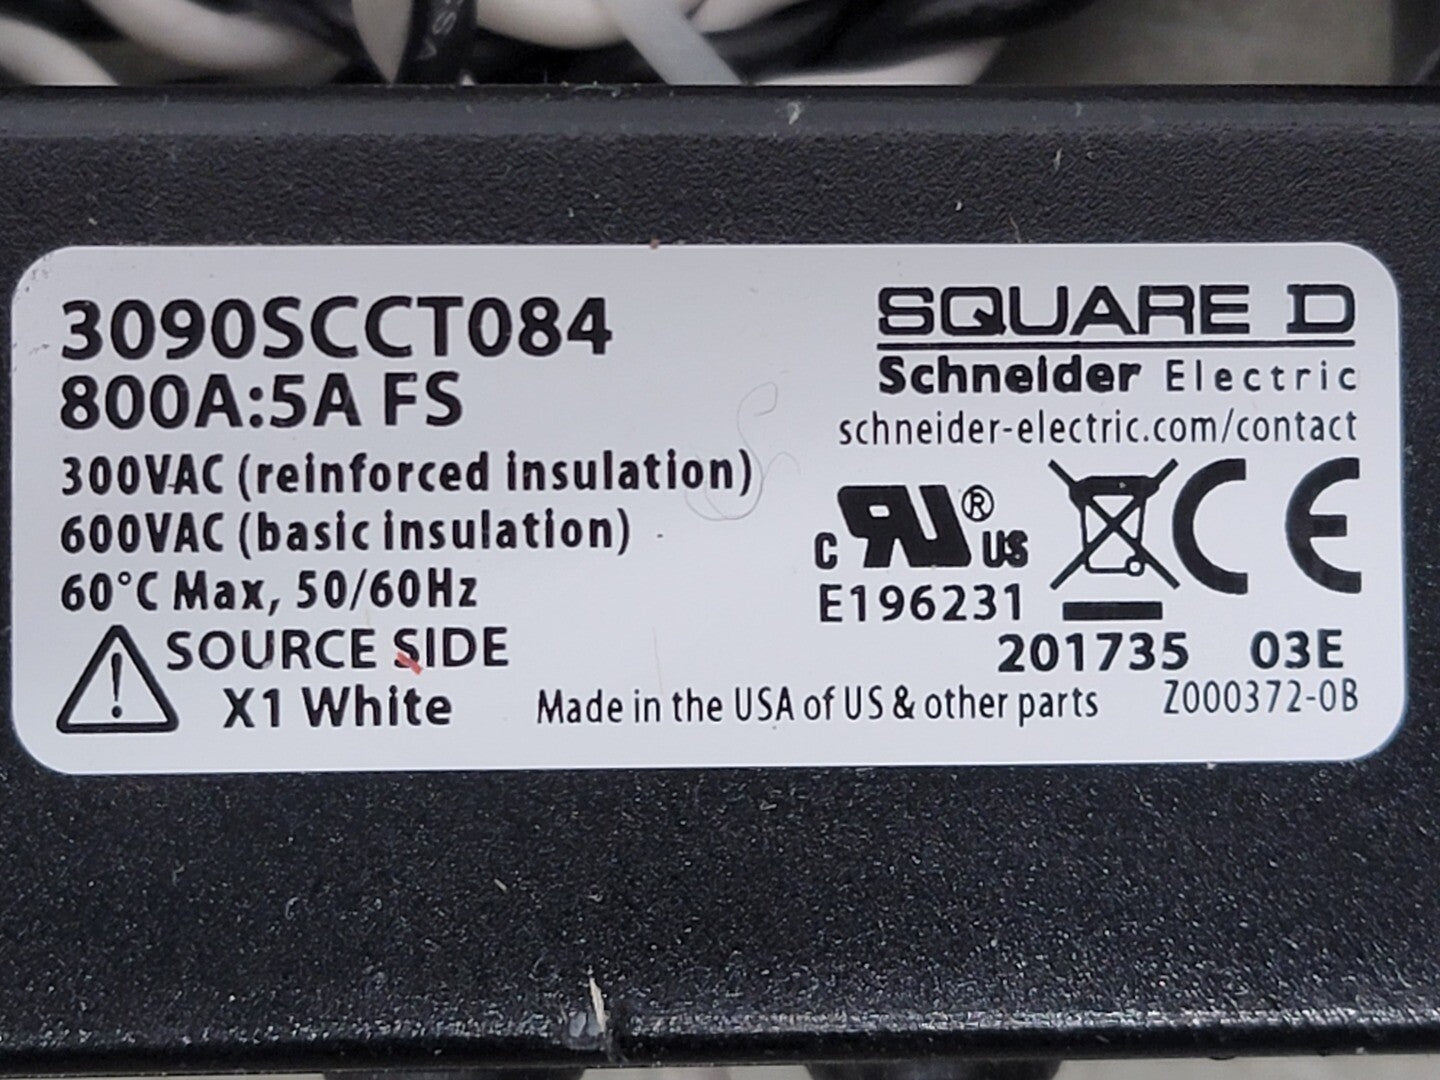 3090SCCT084
800A:5A FS
300VAC (reinforced insulation)
600VAC (basic insulation)
60°C Max, 50/60Hz
SOURCE SIDE
X1 White
Made in the USA of US & other parts
SQUARE D
Schneider Electric
schneider-electric.com/contact
c RU® US
CE
E196231
201735 03E
Z000372-0B